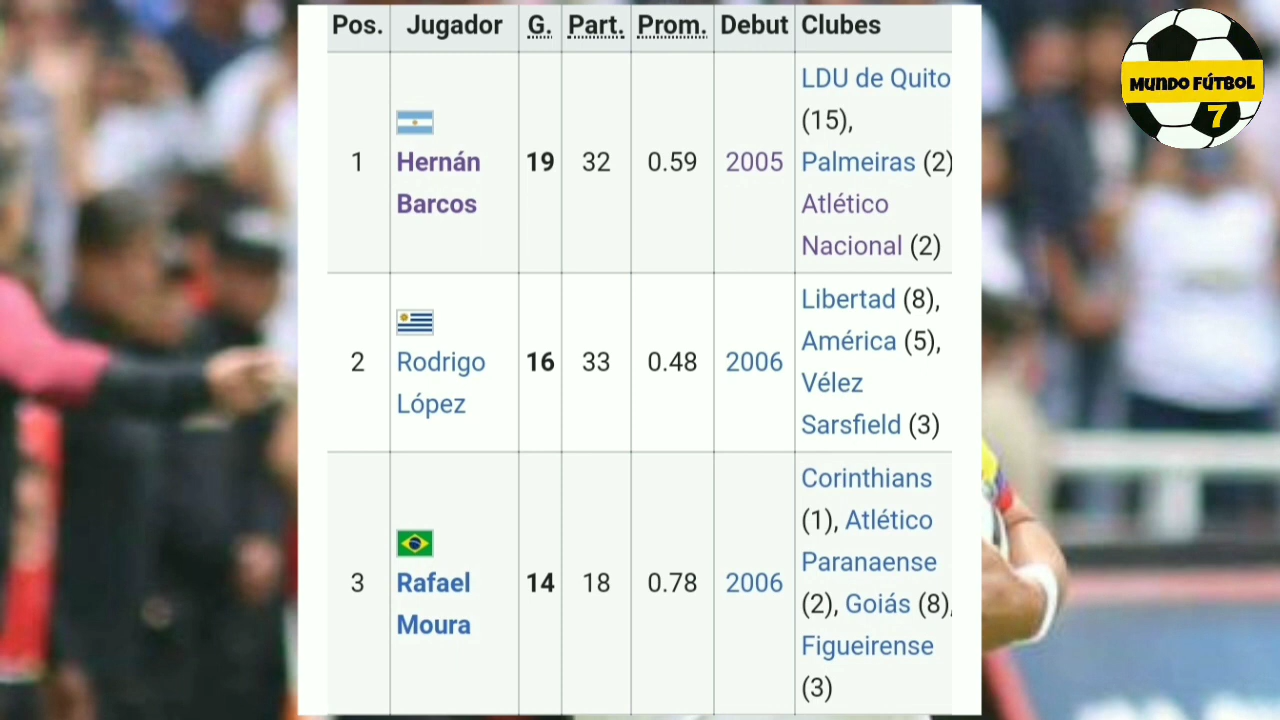 Pos. Jugador G. Part. Prom. Debut Clubes
LDU de Quito
(15),
1 Hernán 19 32 0.59 2005 Palmeiras (2)
Barcos Atlético
Nacional (2)
Libertad (8),
América (5),
2 Rodrigo 16 33 0.48 2006 Vélez
López Sarsfield (3)
Corinthians
(1), Atlético
Paranaense
3 Rafael 14 18 0.78 2006 (2), Goiás (8),
Moura Figueirense
(3)
MUNDO FÚTBOL
7